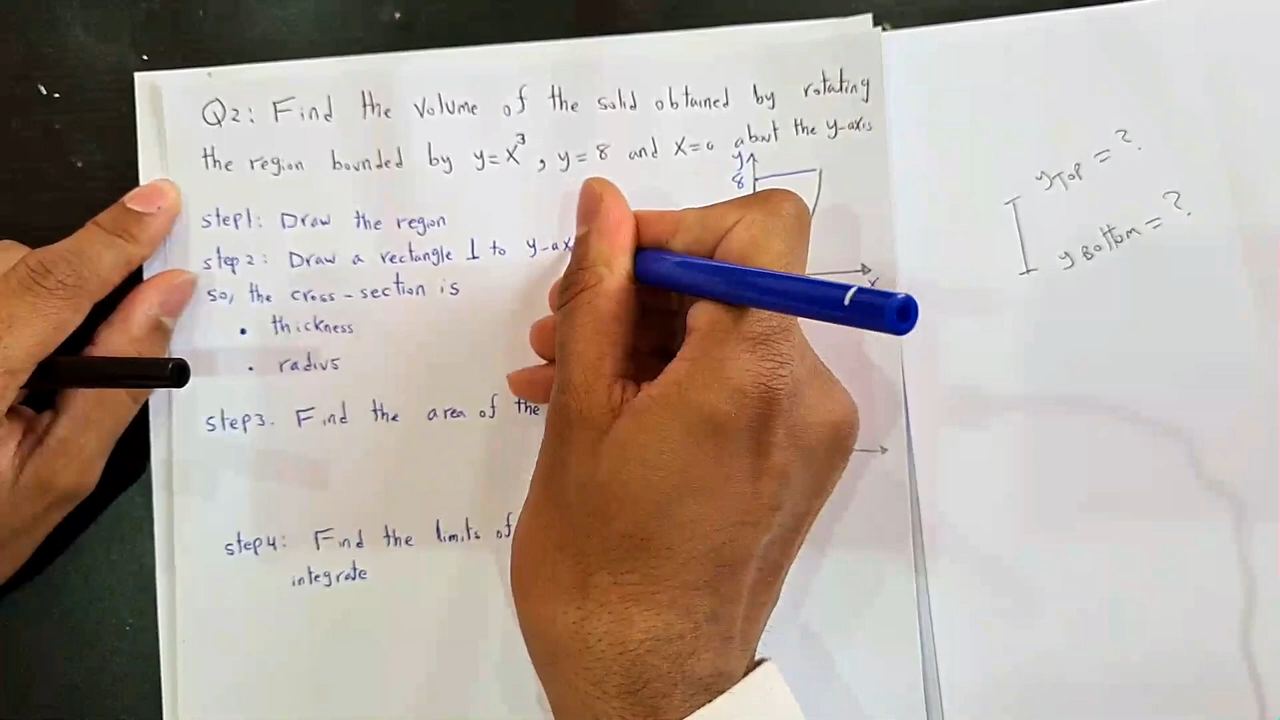 Q2: Find the volume of the solid obtained by rotating
the region bounded by y=x³, y=8 and x=0 about the y-axis
step1: Draw the region
step2: Draw a rectangle ⊥ to y-ax
so, the cross-section is
• thickness
• radius
step3. Find the area of the
step4: Find the limits of
integrate
y
8
x
y Top = ?
y Bottom = ?